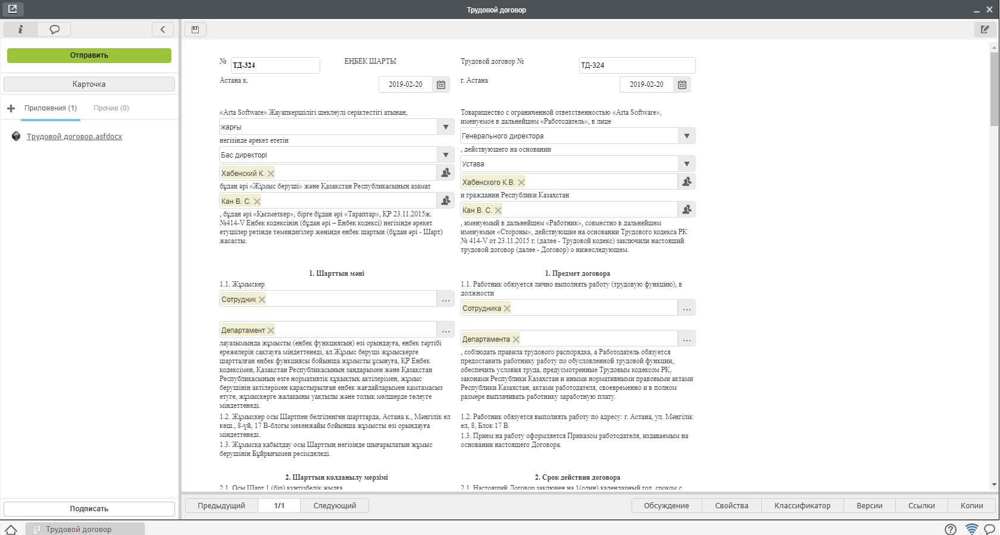 Трудовой договор
Отправить
Карточка
Приложения (1) Прочие (0)
Трудовой договор.asfdocx
Подписать
№ ТД-324 ЕҢБЕК ШАРТЫ
Астана қ. 2019-02-20
«Arta Software» Жауапкершілігі шеклеулі серіктестігі атынан,
жарғы
негізінде әрекет ететін
Бас директорі
Хабенский К.
бұдан әрі «Жұмыс беруші» және Қазақстан Республикасының азамат
Кан В. С.
, бұдан әрі «Қызметкер», бірге бұдан әрі «Тараптар», ҚР 23.11.2015ж.
№414-V Еңбек кодексінің (бұдан әрі – Еңбек кодексі) негізінде әрекет
етушілер ретінде төмендегілер жөнінде еңбек шартын (бұдан әрі - Шарт)
жасасты.
1. Шарттың мәні
1.1. Жұмыскер
Сотрудник
...
Департамент
...
лауазымында жұмысты (еңбек функциясын) өзі орындауға, еңбек тәртібі
ережелерін сақтауға міндеттенеді, ал Жұмыс беруші жұмыскерге
шартталған еңбек функциясы бойынша жұмысты ұсынуға, ҚР Еңбек
кодексімен, Қазақстан Республикасының заңдарымен және Қазақстан
Республикасының өзге нормативтік құқықтық актілерімен, жұмыс
берушінің актілерімен қарастырылған еңбек жағдайларымен қамтамасыз
етуге, жұмыскерге жалақыны уақтылы және толық мөлшерде төлеуге
міндеттенеді.
1.2. Жұмыскер осы Шартпен белгіленген шарттарда, Астана қ., Мәнгілік ел
көш., 8-үй, 17 В-блогы мекенжайы бойынша жұмысты өзі орындауға
міндеттенеді.
1.3. Жұмысқа қабылдау осы Шарттың негізінде шығарылатын жұмыс
берушінің Бұйрығымен ресімделеді.
2. Шарттың қолданылу мерзімі
2.1. Осы Шарт 1 (бір) күнтізбелік жылға
Трудовой договор № ТД-324
г. Астана 2019-02-20
Товарищество с ограниченной ответственностью «Arta Software»,
именуемое в дальнейшем «Работодатель», в лице
Генерального директора
, действующего на основании
Устава
Хабенского К.В.
и гражданин Республики Казахстан
Кан В. С.
, именуемый в дальнейшем «Работник», совместно в дальнейшем
именуемые «Стороны», действующие на основании Трудового кодекса РК
№ 414-V от 23.11.2015 г. (далее - Трудовой кодекс) заключили настоящий
трудовой договор (далее - Договор) о нижеследующем.
1. Предмет договора
1.1. Работник обязуется лично выполнять работу (трудовую функцию), в
должности
Сотрудника
...
Департамента
...
, соблюдать правила трудового распорядка, а Работодатель обязуется
предоставить работнику работу по обусловленной трудовой функции,
обеспечить условия труда, предусмотренные Трудовым кодексом РК,
законами Республики Казахстан и иными нормативными правовыми актами
Республики Казахстан, актами работодателя, своевременно и в полном
размере выплачивать работнику заработную плату.
1.2. Работник обязуется выполнять работу по адресу: г. Астана, ул. Мәнгілік
ел, 8, Блок 17 В.
1.3. Прием на работу оформляется Приказом работодателя, издаваемым на
основании настоящего Договора.
2. Срок действия договора
2.1. Настоящий Договор заключен на 1(один) календарный год, сроком с
Предыдущий 1/1 Следующий
Обсуждение Свойства Классификатор Версии Ссылки Копии
Трудовой договор